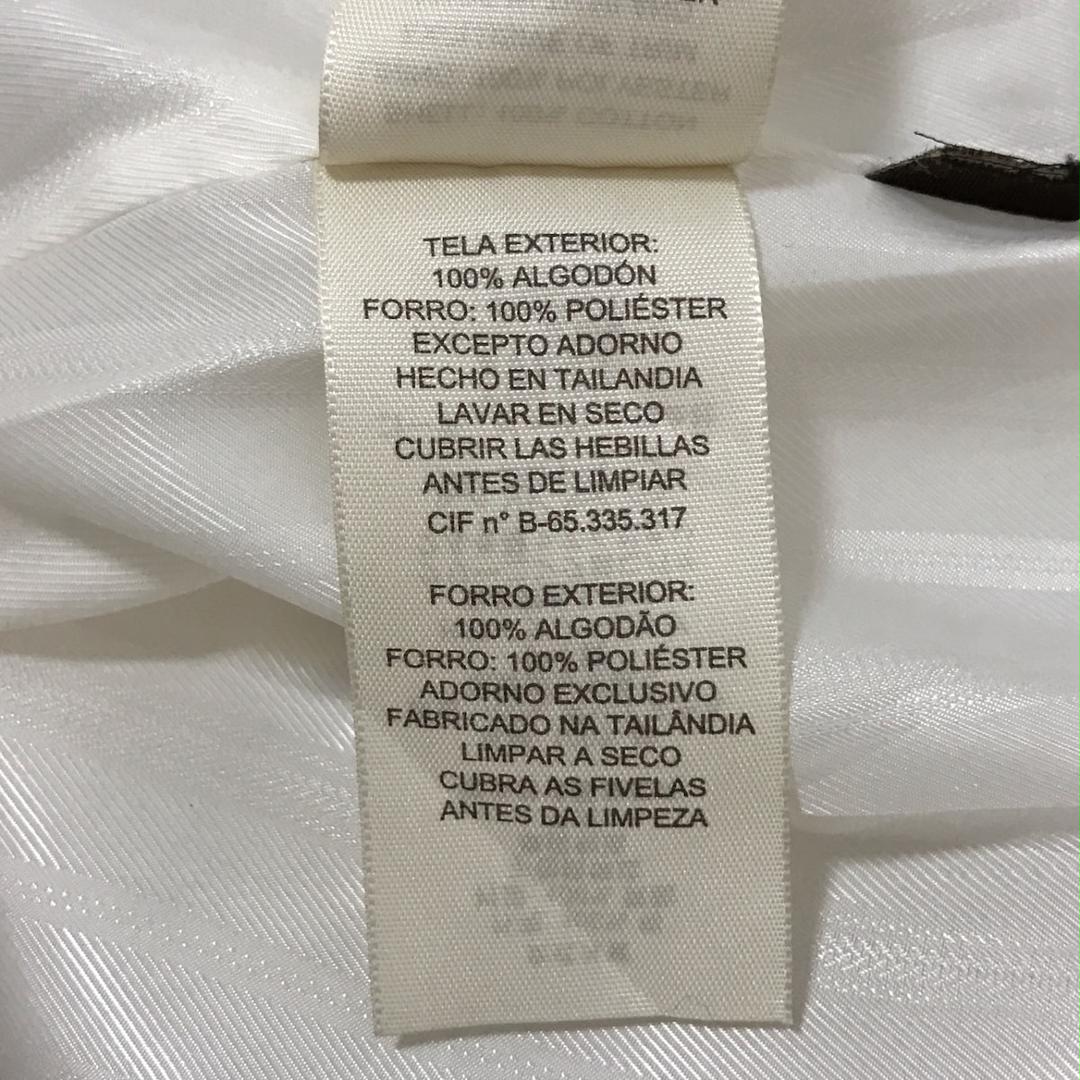 TELA EXTERIOR:
100% ALGODÓN
FORRO: 100% POLIÉSTER
EXCEPTO ADORNO
HECHO EN TAILANDIA
LAVAR EN SECO
CUBRIR LAS HEBILLAS
ANTES DE LIMPIAR
CIF n° B-65.335.317
FORRO EXTERIOR:
100% ALGODÃO
FORRO: 100% POLIÉSTER
ADORNO EXCLUSIVO
FABRICADO NA TAILÂNDIA
LIMPAR A SECO
CUBRA AS FIVELAS
ANTES DA LIMPEZA